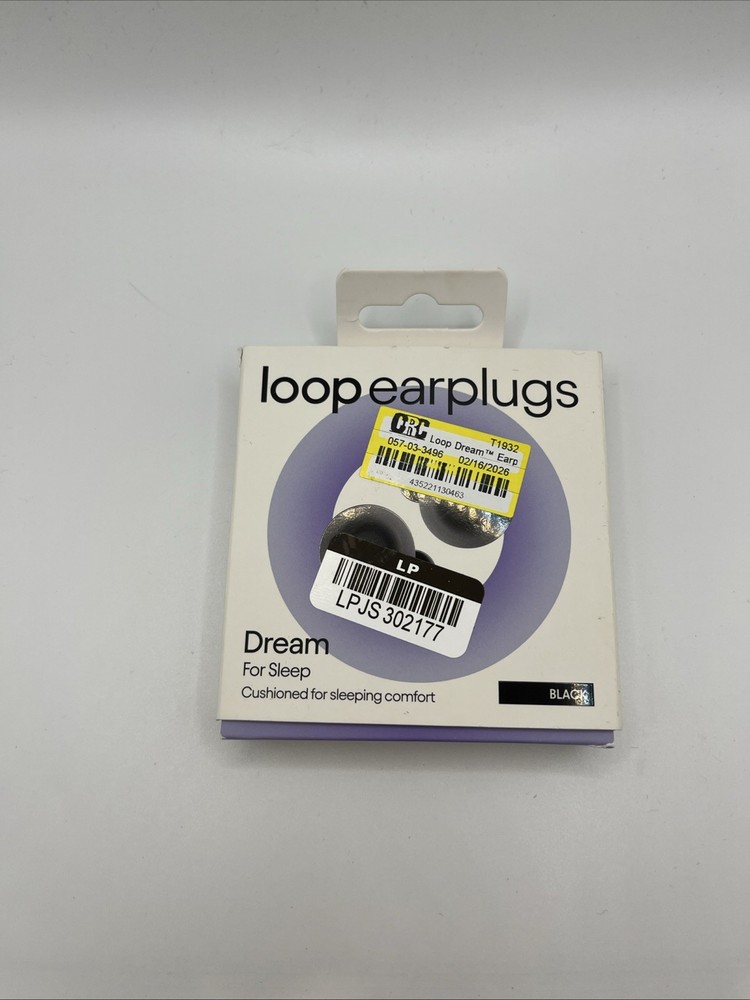 loop earplugs
CRC T1932
Loop Dream™ Earp
057-03-3496 02/16/2026
435221130463
LP
LPJS 302177
Dream
For Sleep
Cushioned for sleeping comfort
BLACK